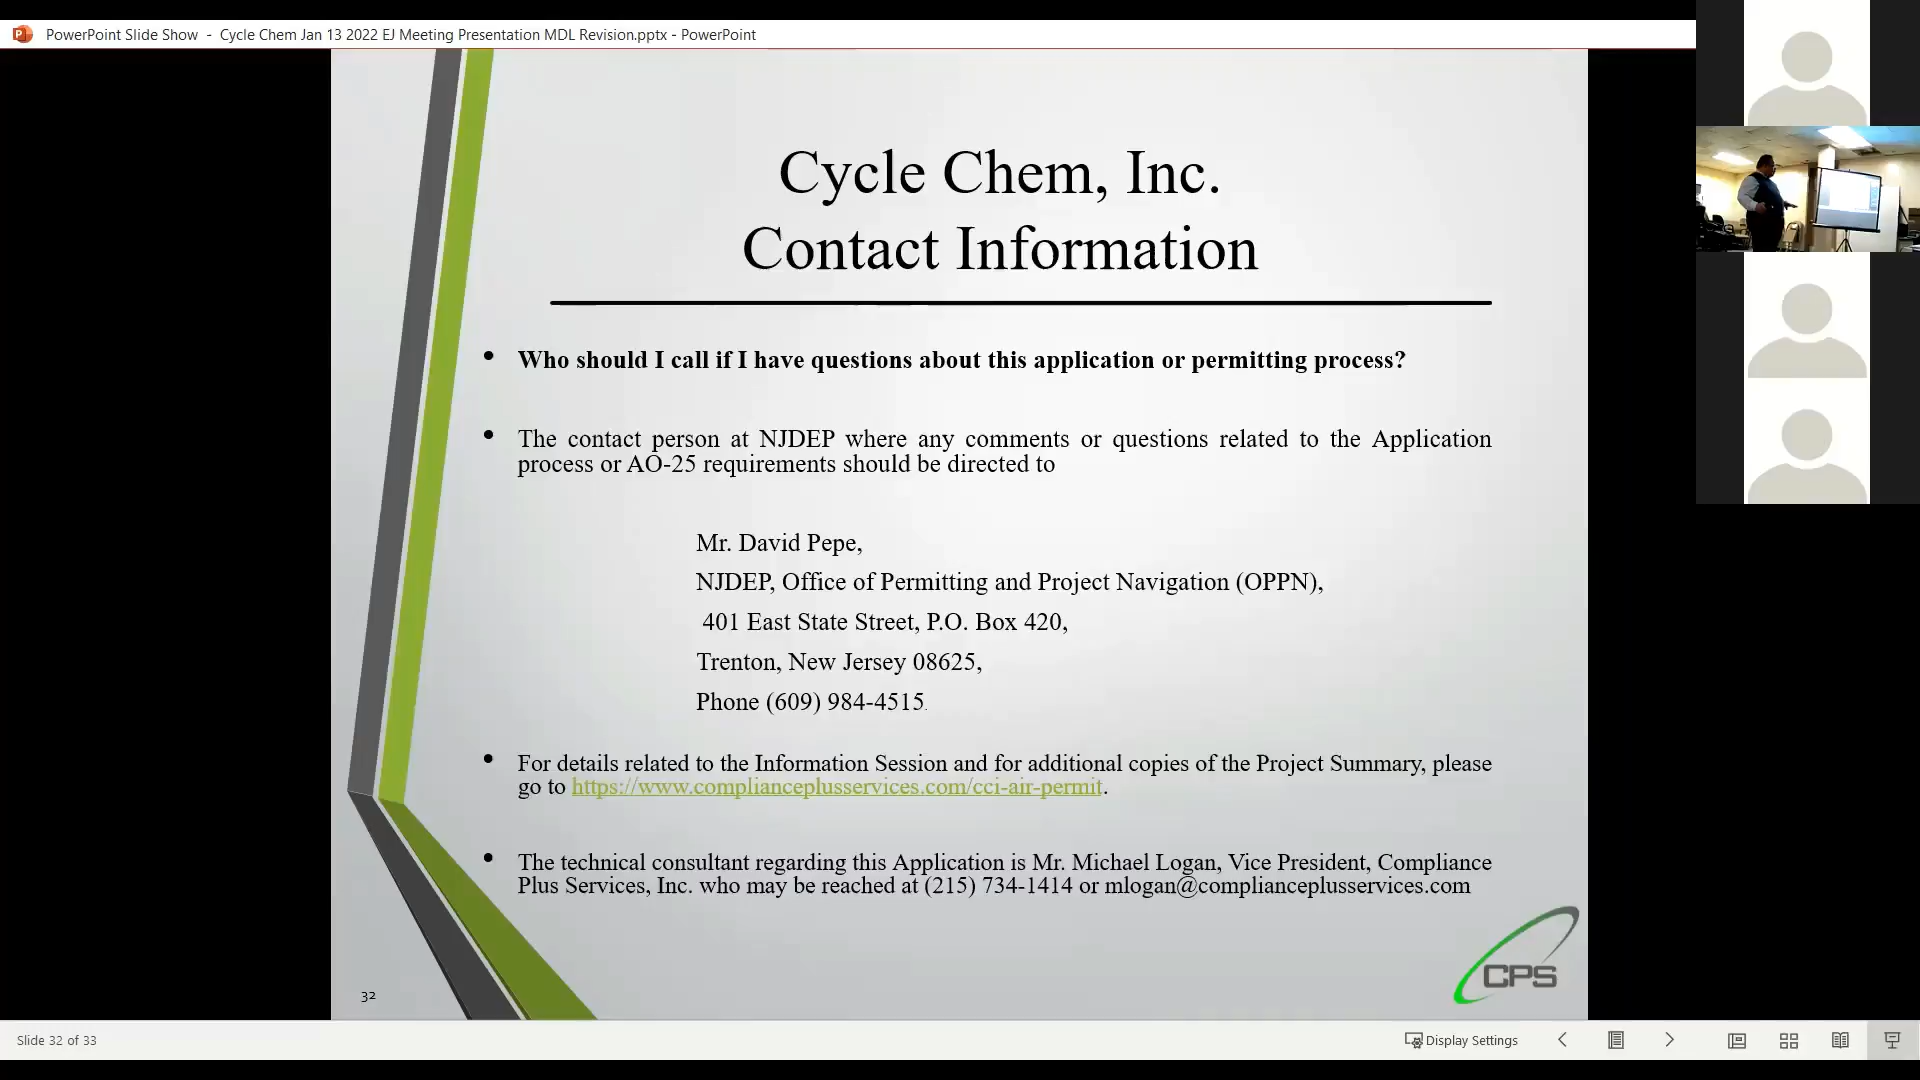 PowerPoint Slide Show - Cycle Chem Jan 13 2022 EJ Meeting Presentation MDL Revision.pptx - PowerPoint
Cycle Chem, Inc.
Contact Information
• Who should I call if I have questions about this application or permitting process?
• The contact person at NJDEP where any comments or questions related to the Application
process or AO-25 requirements should be directed to
Mr. David Pepe,
NJDEP, Office of Permitting and Project Navigation (OPPN),
401 East State Street, P.O. Box 420,
Trenton, New Jersey 08625,
Phone (609) 984-4515.
• For details related to the Information Session and for additional copies of the Project Summary, please
go to https://www.complianceplusservices.com/cci-air-permit.
• The technical consultant regarding this Application is Mr. Michael Logan, Vice President, Compliance
Plus Services, Inc. who may be reached at (215) 734-1414 or mlogan@complianceplusservices.com
CPS
32
Slide 32 of 33
Display Settings